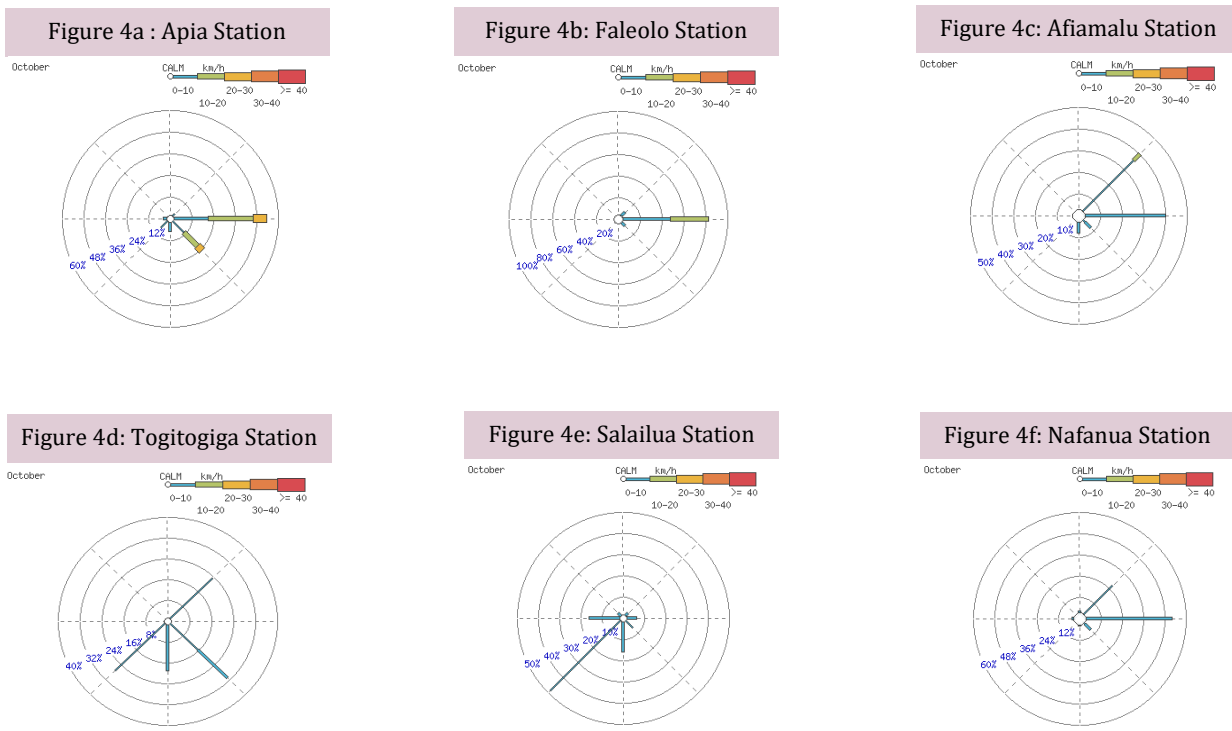 Figure 4a : Apia Station
October
CALM km/h
0-10 20-30 >= 40
10-20 30-40
12%
24%
36%
48%
60%
Figure 4b: Faleolo Station
October
CALM km/h
0-10 20-30 >= 40
10-20 30-40
20%
40%
60%
80%
100%
Figure 4c: Afiamalu Station
October
CALM km/h
0-10 20-30 >= 40
10-20 30-40
10%
20%
30%
40%
50%
Figure 4d: Togitogiga Station
October
CALM km/h
0-10 20-30 >= 40
10-20 30-40
8%
16%
24%
32%
40%
Figure 4e: Salailua Station
October
CALM km/h
0-10 20-30 >= 40
10-20 30-40
10%
20%
30%
40%
50%
Figure 4f: Nafanua Station
October
CALM km/h
0-10 20-30 >= 40
10-20 30-40
12%
24%
36%
48%
60%